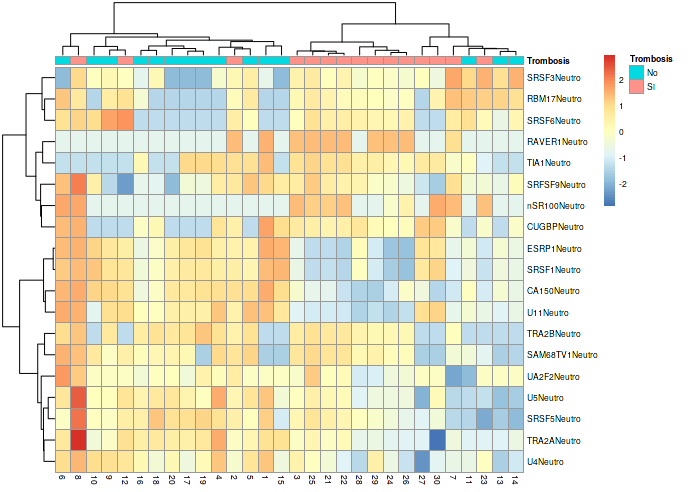 Trombosis
Trombosis
No
SI
2
1
0
-1
-2
SRSF3Neutro
RBM17Neutro
SRSF6Neutro
RAVER1Neutro
TIA1Neutro
SRFSF9Neutro
nSR100Neutro
CUGBPNeutro
ESRP1Neutro
SRSF1Neutro
CA150Neutro
U11Neutro
TRA2BNeutro
SAM68TV1Neutro
UA2F2Neutro
U5Neutro
SRSF5Neutro
TRA2ANeutro
U4Neutro
6 8 10 9 12 16 18 20 17 19 4 2 5 1 15 3 25 21 22 28 29 24 26 27 30 7 11 23 13 14